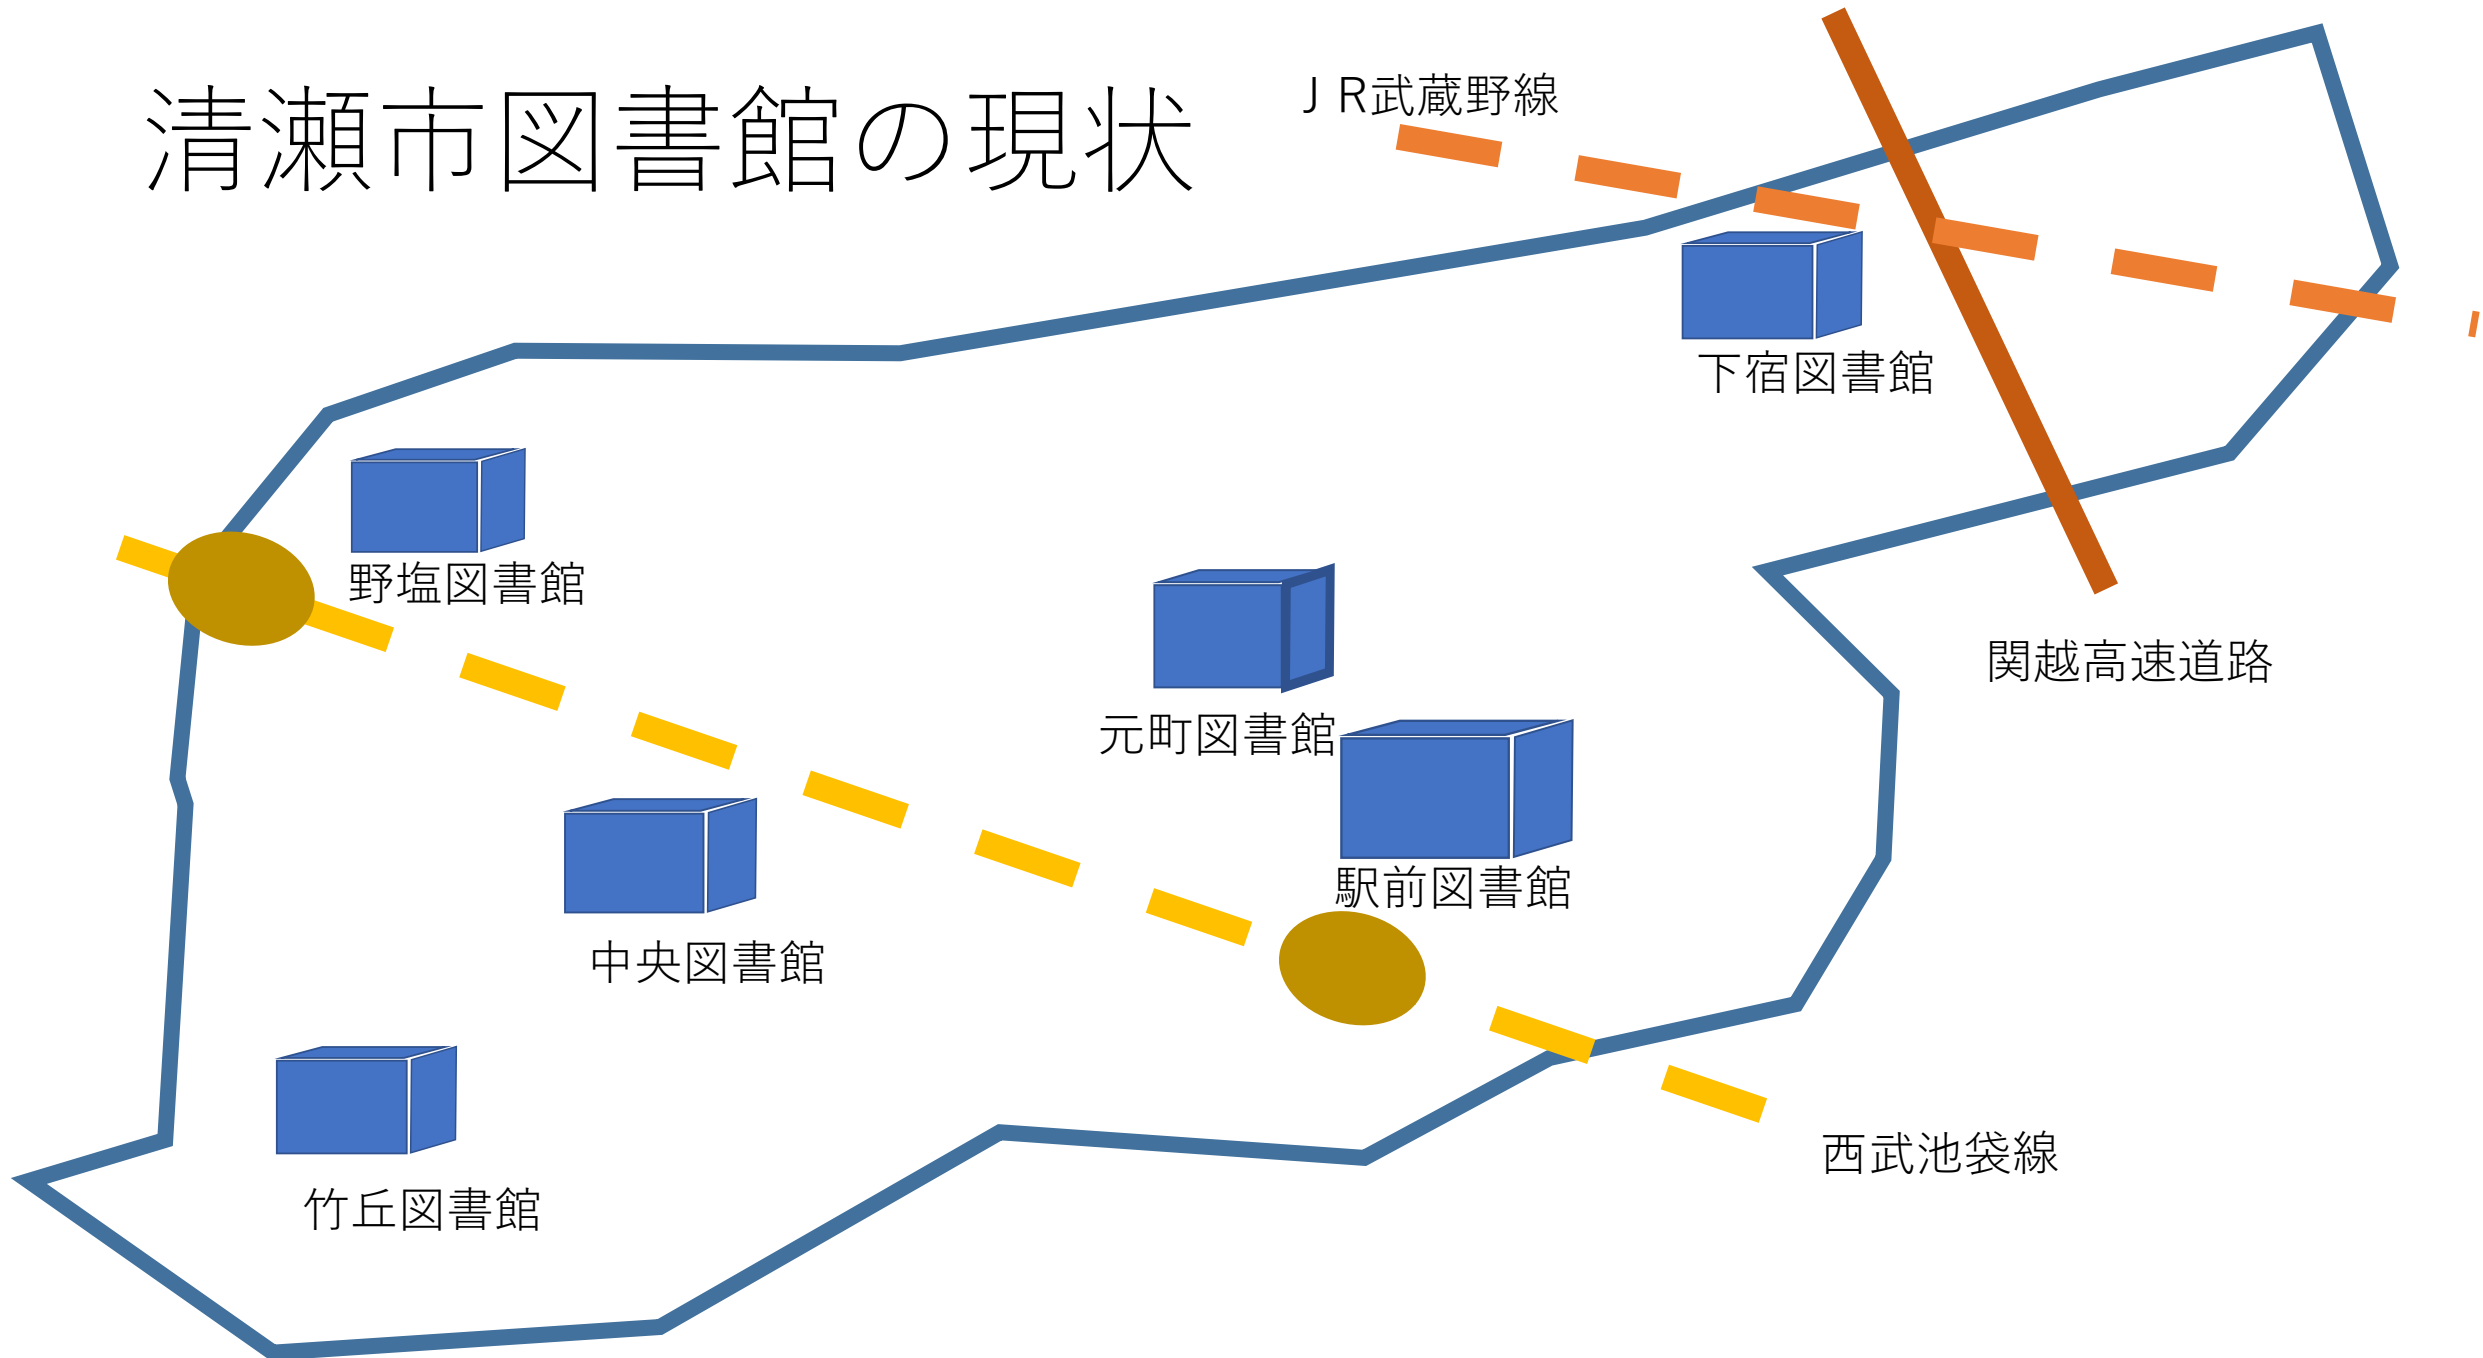 清瀬市図書館の現状
ＪR武蔵野線
下宿図書館
野塩図書館
関越高速道路
元町図書館
駅前図書館
中央図書館
西武池袋線
竹丘図書館